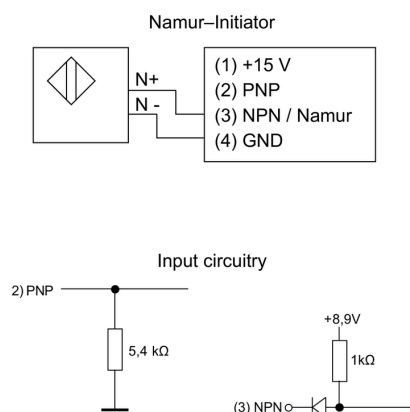 Namur–Initiator
N+
N -
(1) +15 V
(2) PNP
(3) NPN / Namur
(4) GND
Input circuitry
2) PNP
5,4 kΩ
+8,9V
1kΩ
(3) NPN